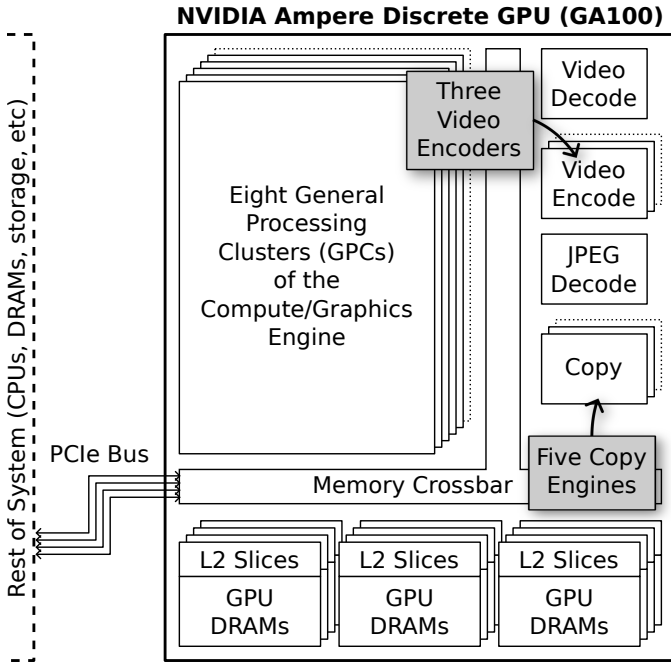 NVIDIA Ampere Discrete GPU (GA100)
Rest of System (CPUs, DRAMs, storage, etc)
PCIe Bus
Eight General
Processing
Clusters (GPCs)
of the
Compute/Graphics
Engine
Three
Video
Encoders
Video
Decode
Video
Encode
JPEG
Decode
Copy
Five Copy
Engines
Memory Crossbar
L2 Slices
GPU
DRAMs
L2 Slices
GPU
DRAMs
L2 Slices
GPU
DRAMs